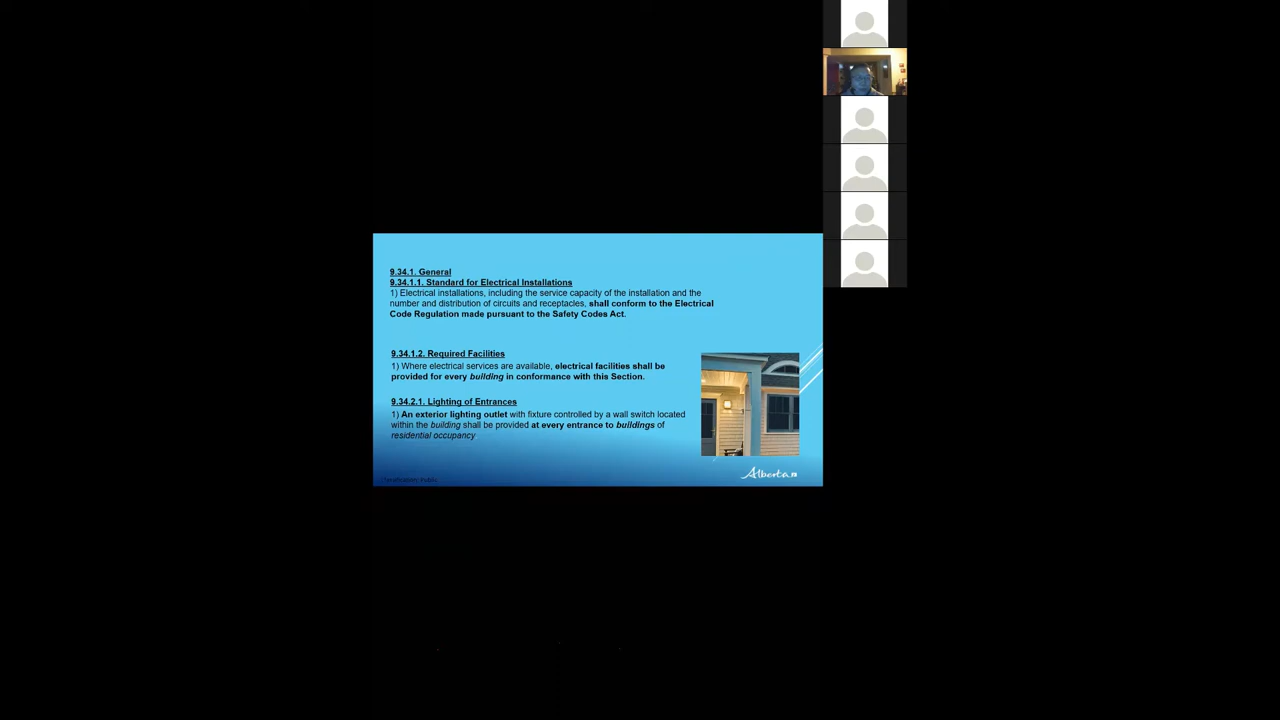 9.34.1. General
9.34.1.1. Standard for Electrical Installations
1) Electrical installations, including the service capacity of the installation and the
number and distribution of circuits and receptacles, shall conform to the Electrical
Code Regulation made pursuant to the Safety Codes Act.
9.34.1.2. Required Facilities
1) Where electrical services are available, electrical facilities shall be
provided for every building in conformance with this Section.
9.34.2.1. Lighting of Entrances
1) An exterior lighting outlet with fixture controlled by a wall switch located
within the building shall be provided at every entrance to buildings of
residential occupancy.
Alberta